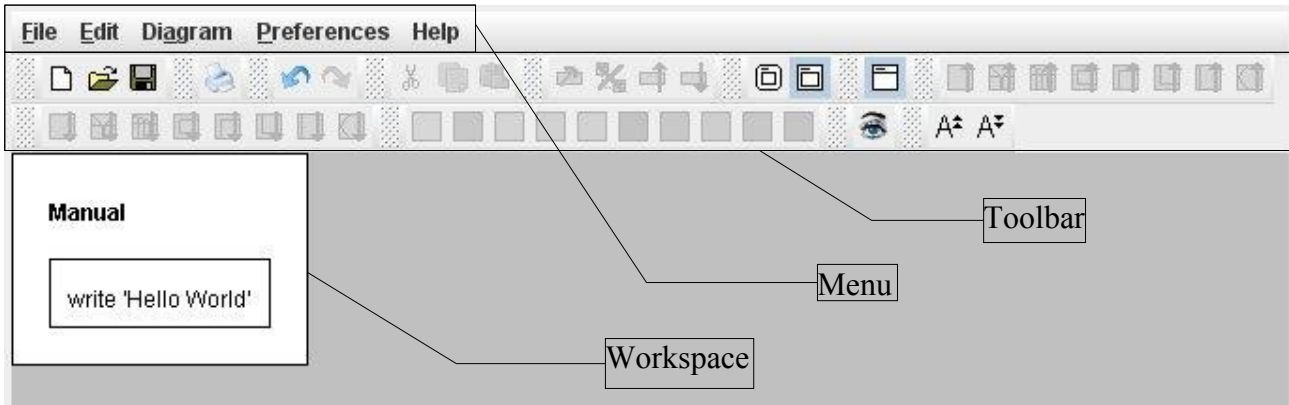 File Edit Diagram Preferences Help
A A
Manual
Toolbar
write 'Hello World'
Menu
Workspace